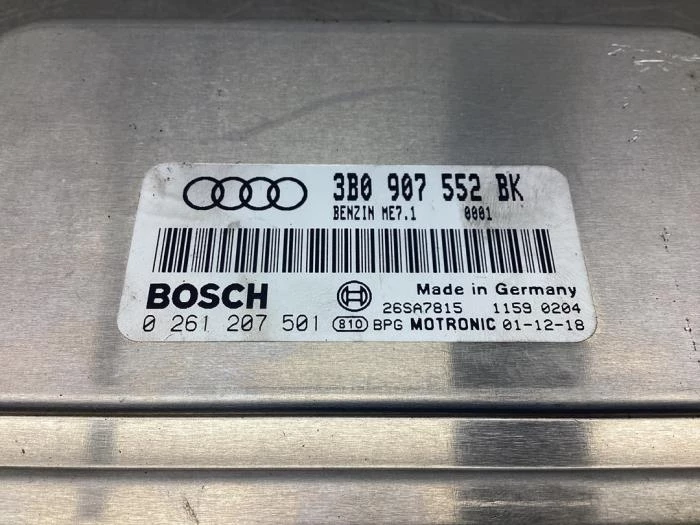 3B0 907 552 BK
BENZIN ME7.1 0001
BOSCH Made in Germany
26SA7815 1159 0204
0 261 207 501 810 BPG MOTRONIC 01-12-18